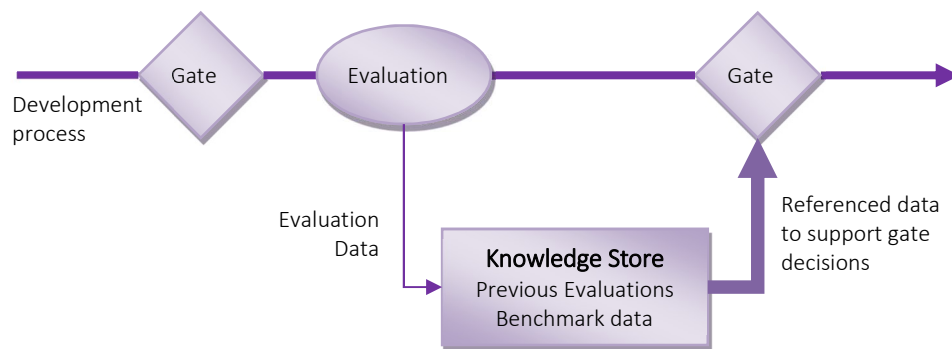 Gate
Evaluation
Gate
Development
process
Evaluation
Data
Knowledge Store
Previous Evaluations
Benchmark data
Referenced data
to support gate
decisions